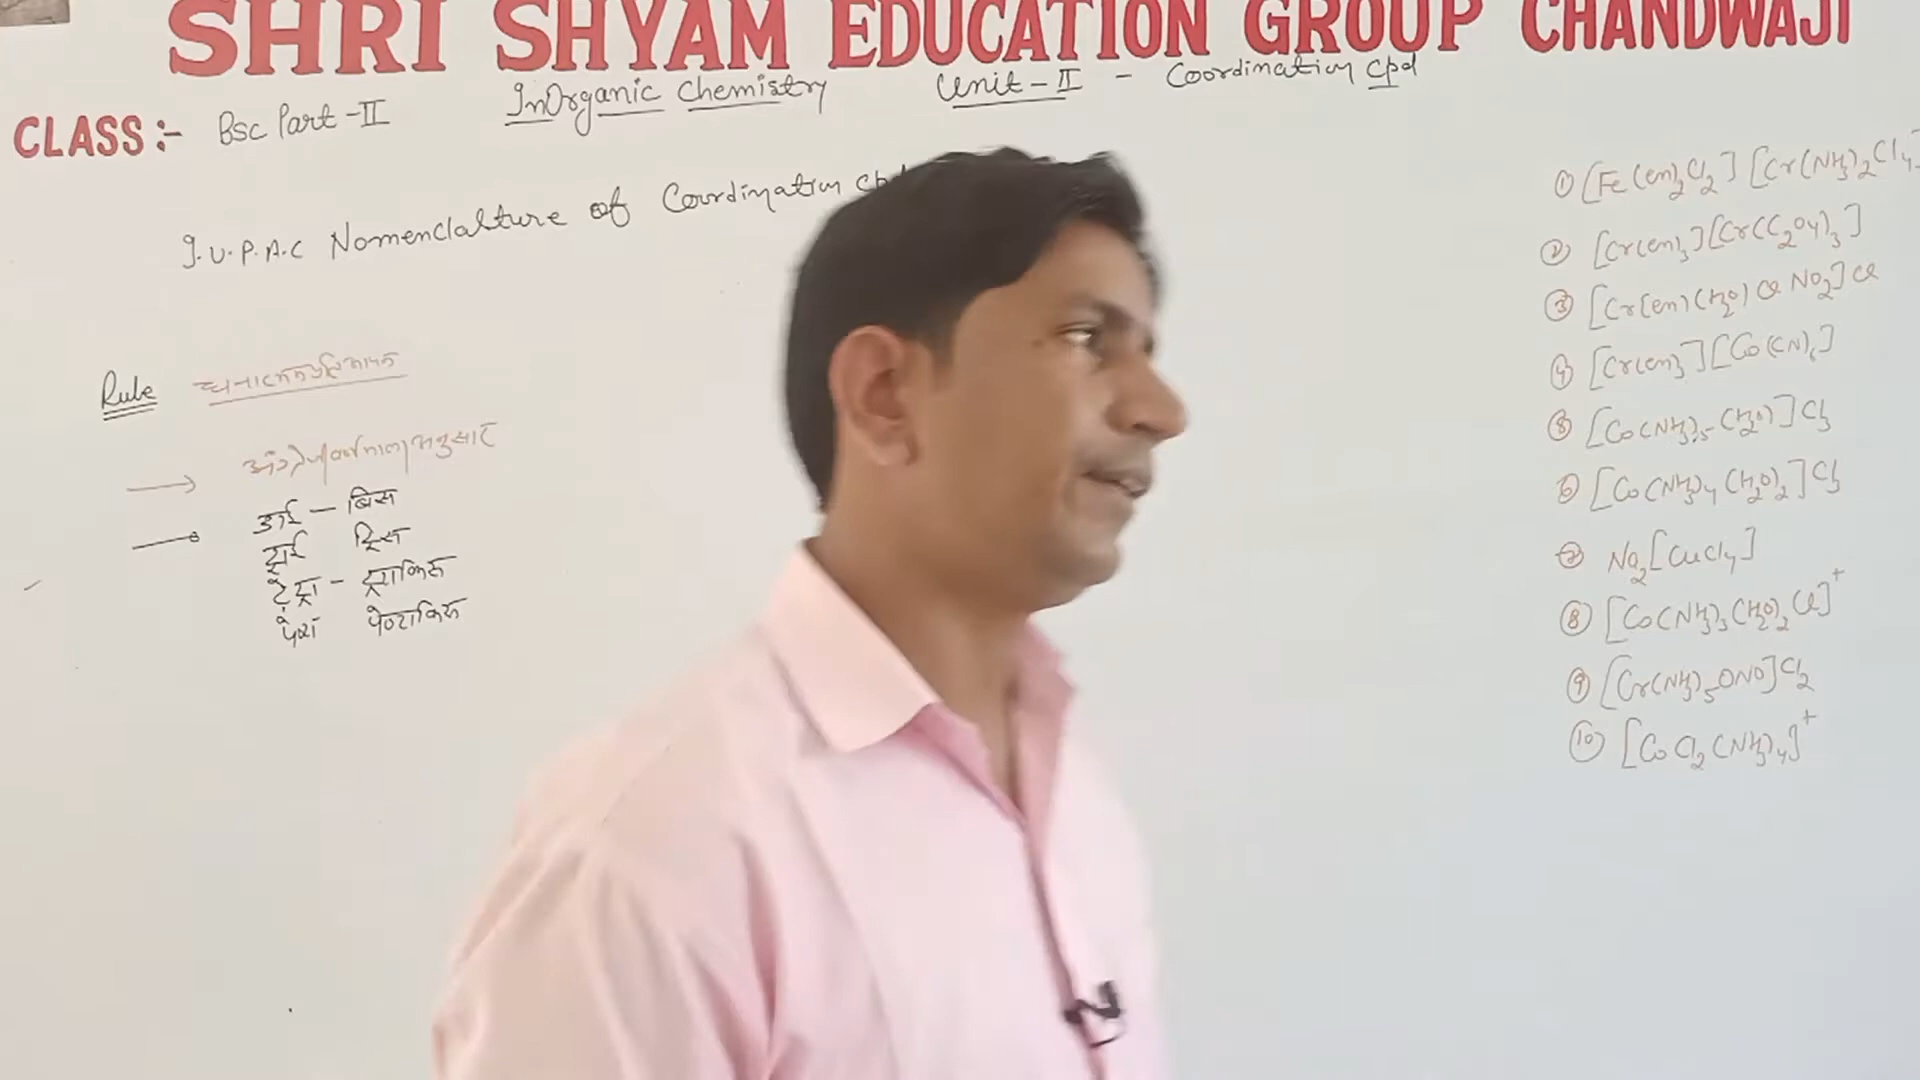 SHRI SHYAM EDUCATION GROUP CHANDWAJI
CLASS:- Bsc Part-II InOrganic Chemistry Unit-II - Coordination cpd
I.U.P.A.C Nomenclalture of Coordination cpd
Rule
डाई - बिस
ट्राई ट्रिस
टेट्रा - ट्राकिस
पेंटा पेण्टाकिस
① [Fe(en)2Cl2][Cr(NH3)2Cl4]
② [Cr(en)3][Cr(C2O4)3]
③ [Cr(en)(H2O)Cl NO2]Cl
④ [Cr(en)3][Co(CN)6]
⑤ [Co(NH3)5(H2O)]Cl3
⑥ [Co(NH3)4(H2O)2]Cl3
⑦ Na2[CuCl4]
⑧ [Co(NH3)3(H2O)2Cl]+
⑨ [Cr(NH3)5ONO]Cl2
⑩ [CoCl2(NH3)4]+